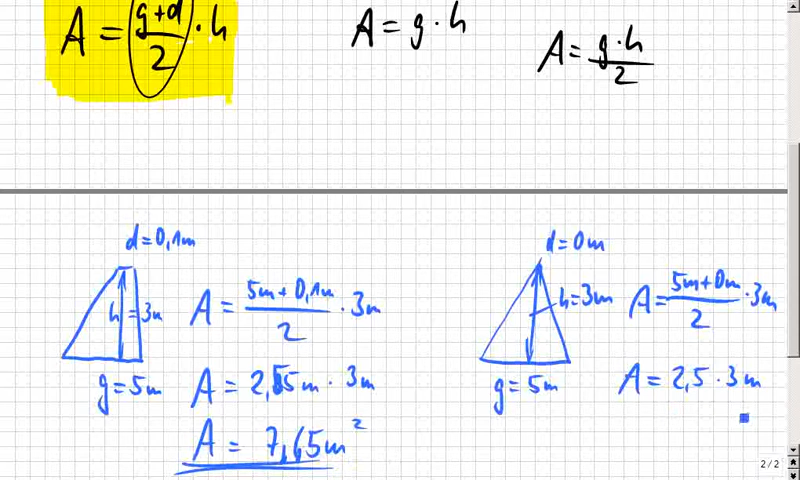 A = (g+d)/2 · h
A = g · h
A = g·h/2
d = 0,1m
h = 3m
g = 5m
A = 5m+0,1m/2 · 3m
A = 2,55m · 3m
A = 7,65m²
d = 0m
h = 3m
g = 5m
A = 5m+0m/2 · 3m
A = 2,5 · 3m
2/2